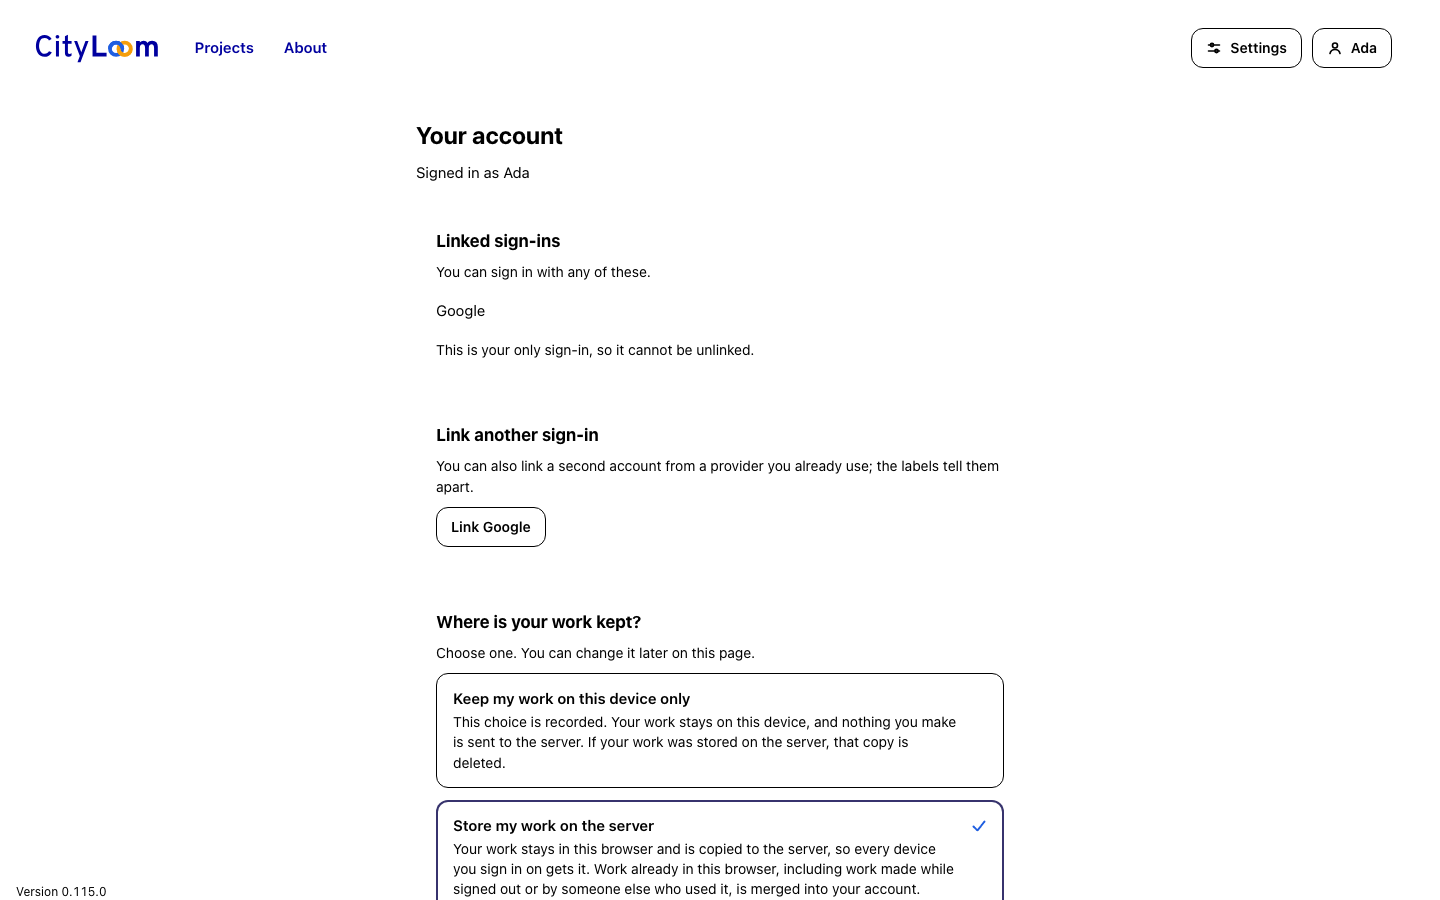 CityLoom
Projects
About
Settings
Ada
Your account
Signed in as Ada
Linked sign-ins
You can sign in with any of these.
Google
This is your only sign-in, so it cannot be unlinked.
Link another sign-in
You can also link a second account from a provider you already use; the labels tell them
apart.
Link Google
Where is your work kept?
Choose one. You can change it later on this page.
Keep my work on this device only
This choice is recorded. Your work stays on this device, and nothing you make
is sent to the server. If your work was stored on the server, that copy is
deleted.
Store my work on the server
Your work stays in this browser and is copied to the server, so every device
you sign in on gets it. Work already in this browser, including work made while
signed out or by someone else who used it, is merged into your account.
Version 0.115.0